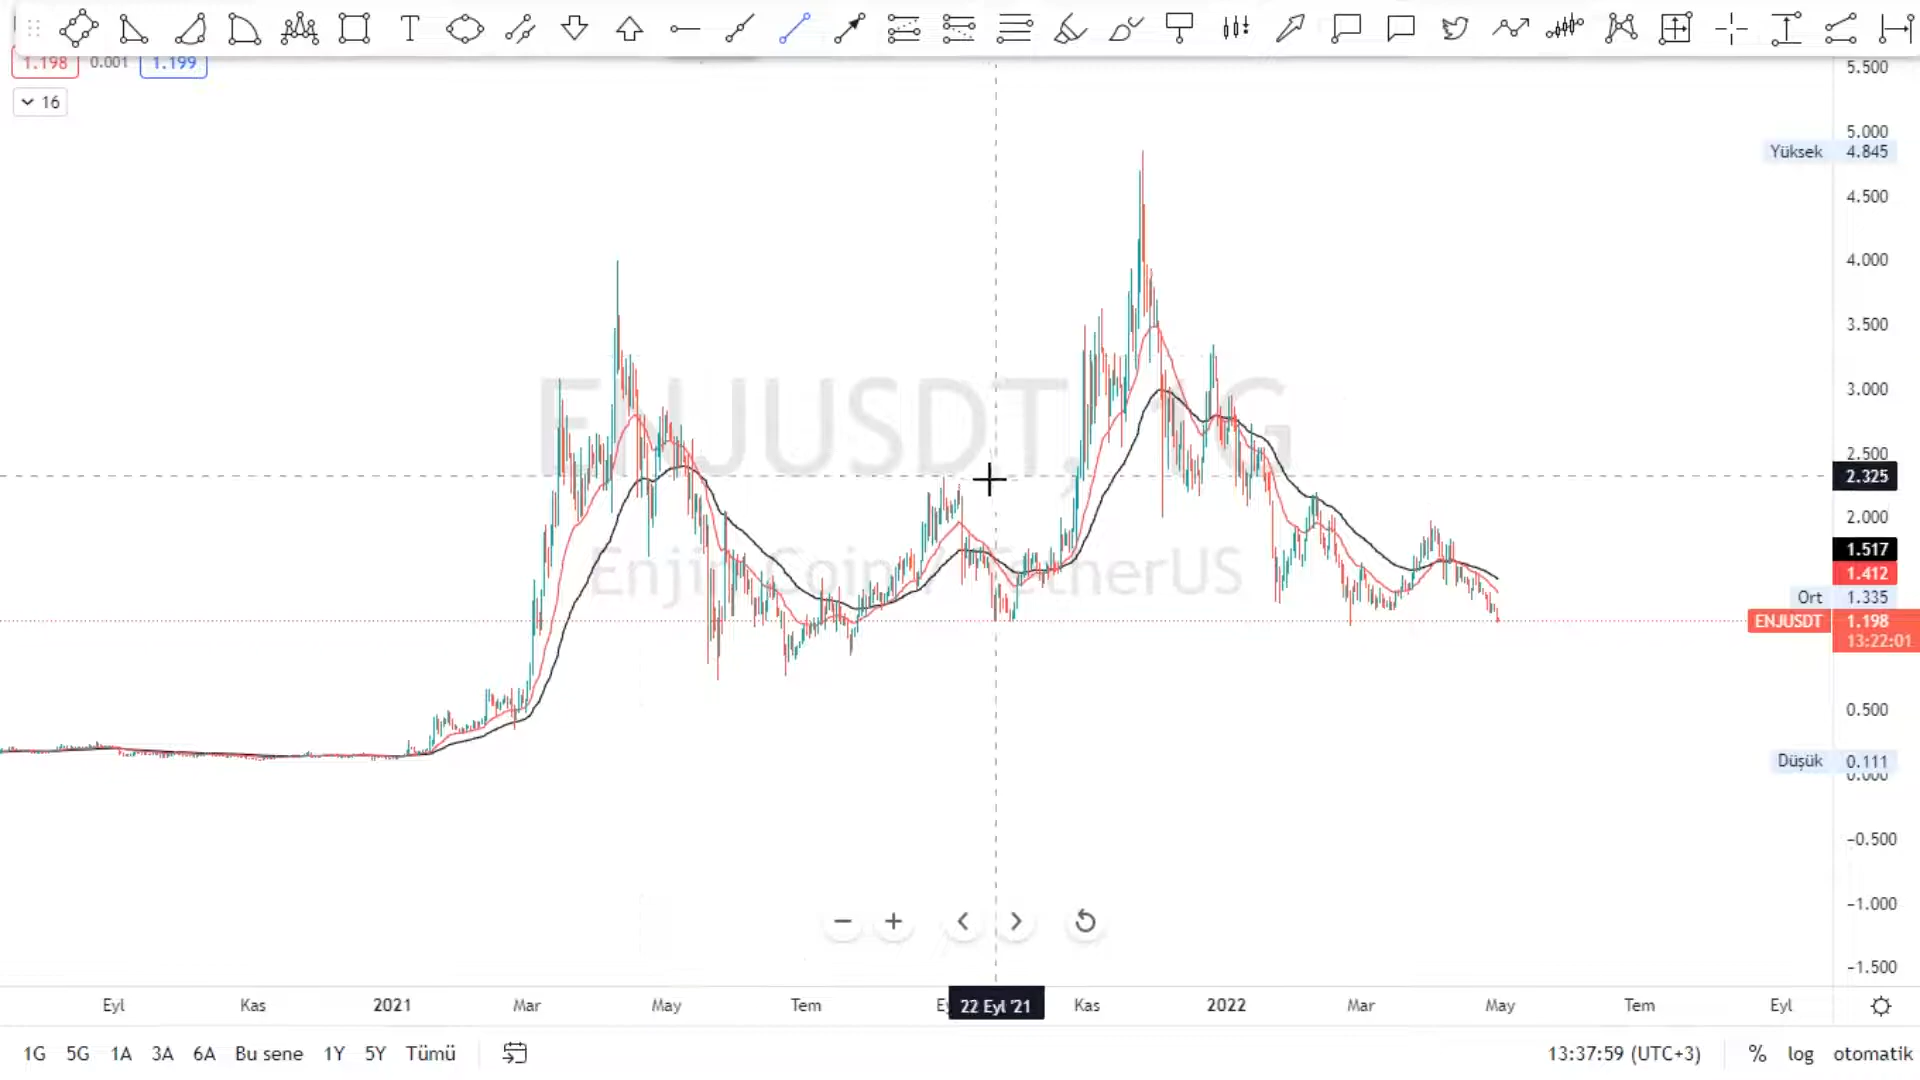 1.198 0.001 1.199
16
5.500
5.000
Yüksek 4.845
4.500
4.000
3.500
3.000
ENJUSDT, 1G
2.500
2.325
2.000
1.517
Enjin Coin / TetherUS
1.412
Ort 1.335
ENJUSDT 1.198
13:22:01
0.500
Düşük 0.111
0.000
-0.500
-1.000
-1.500
Eyl Kas 2021 Mar May Tem 22 Eyl '21 Kas 2022 Mar May Tem Eyl
1G 5G 1A 3A 6A Bu sene 1Y 5Y Tümü 13:37:59 (UTC+3) % log otomatik